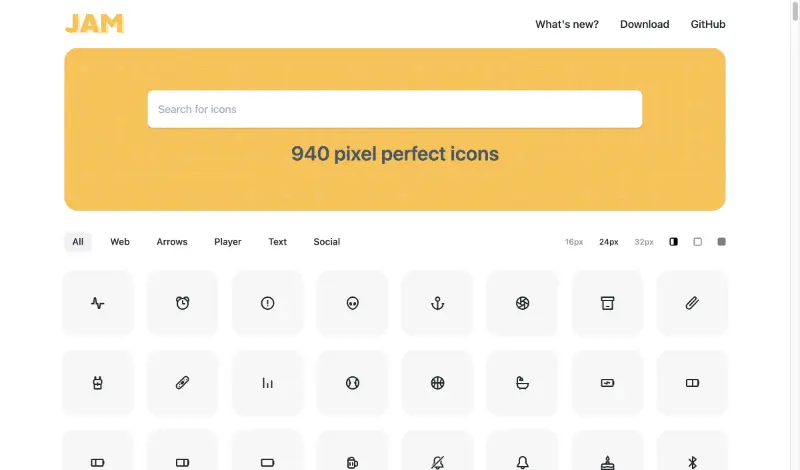 JAM
What's new?
Download
GitHub
Search for icons
940 pixel perfect icons
All
Web
Arrows
Player
Text
Social
16px
24px
32px